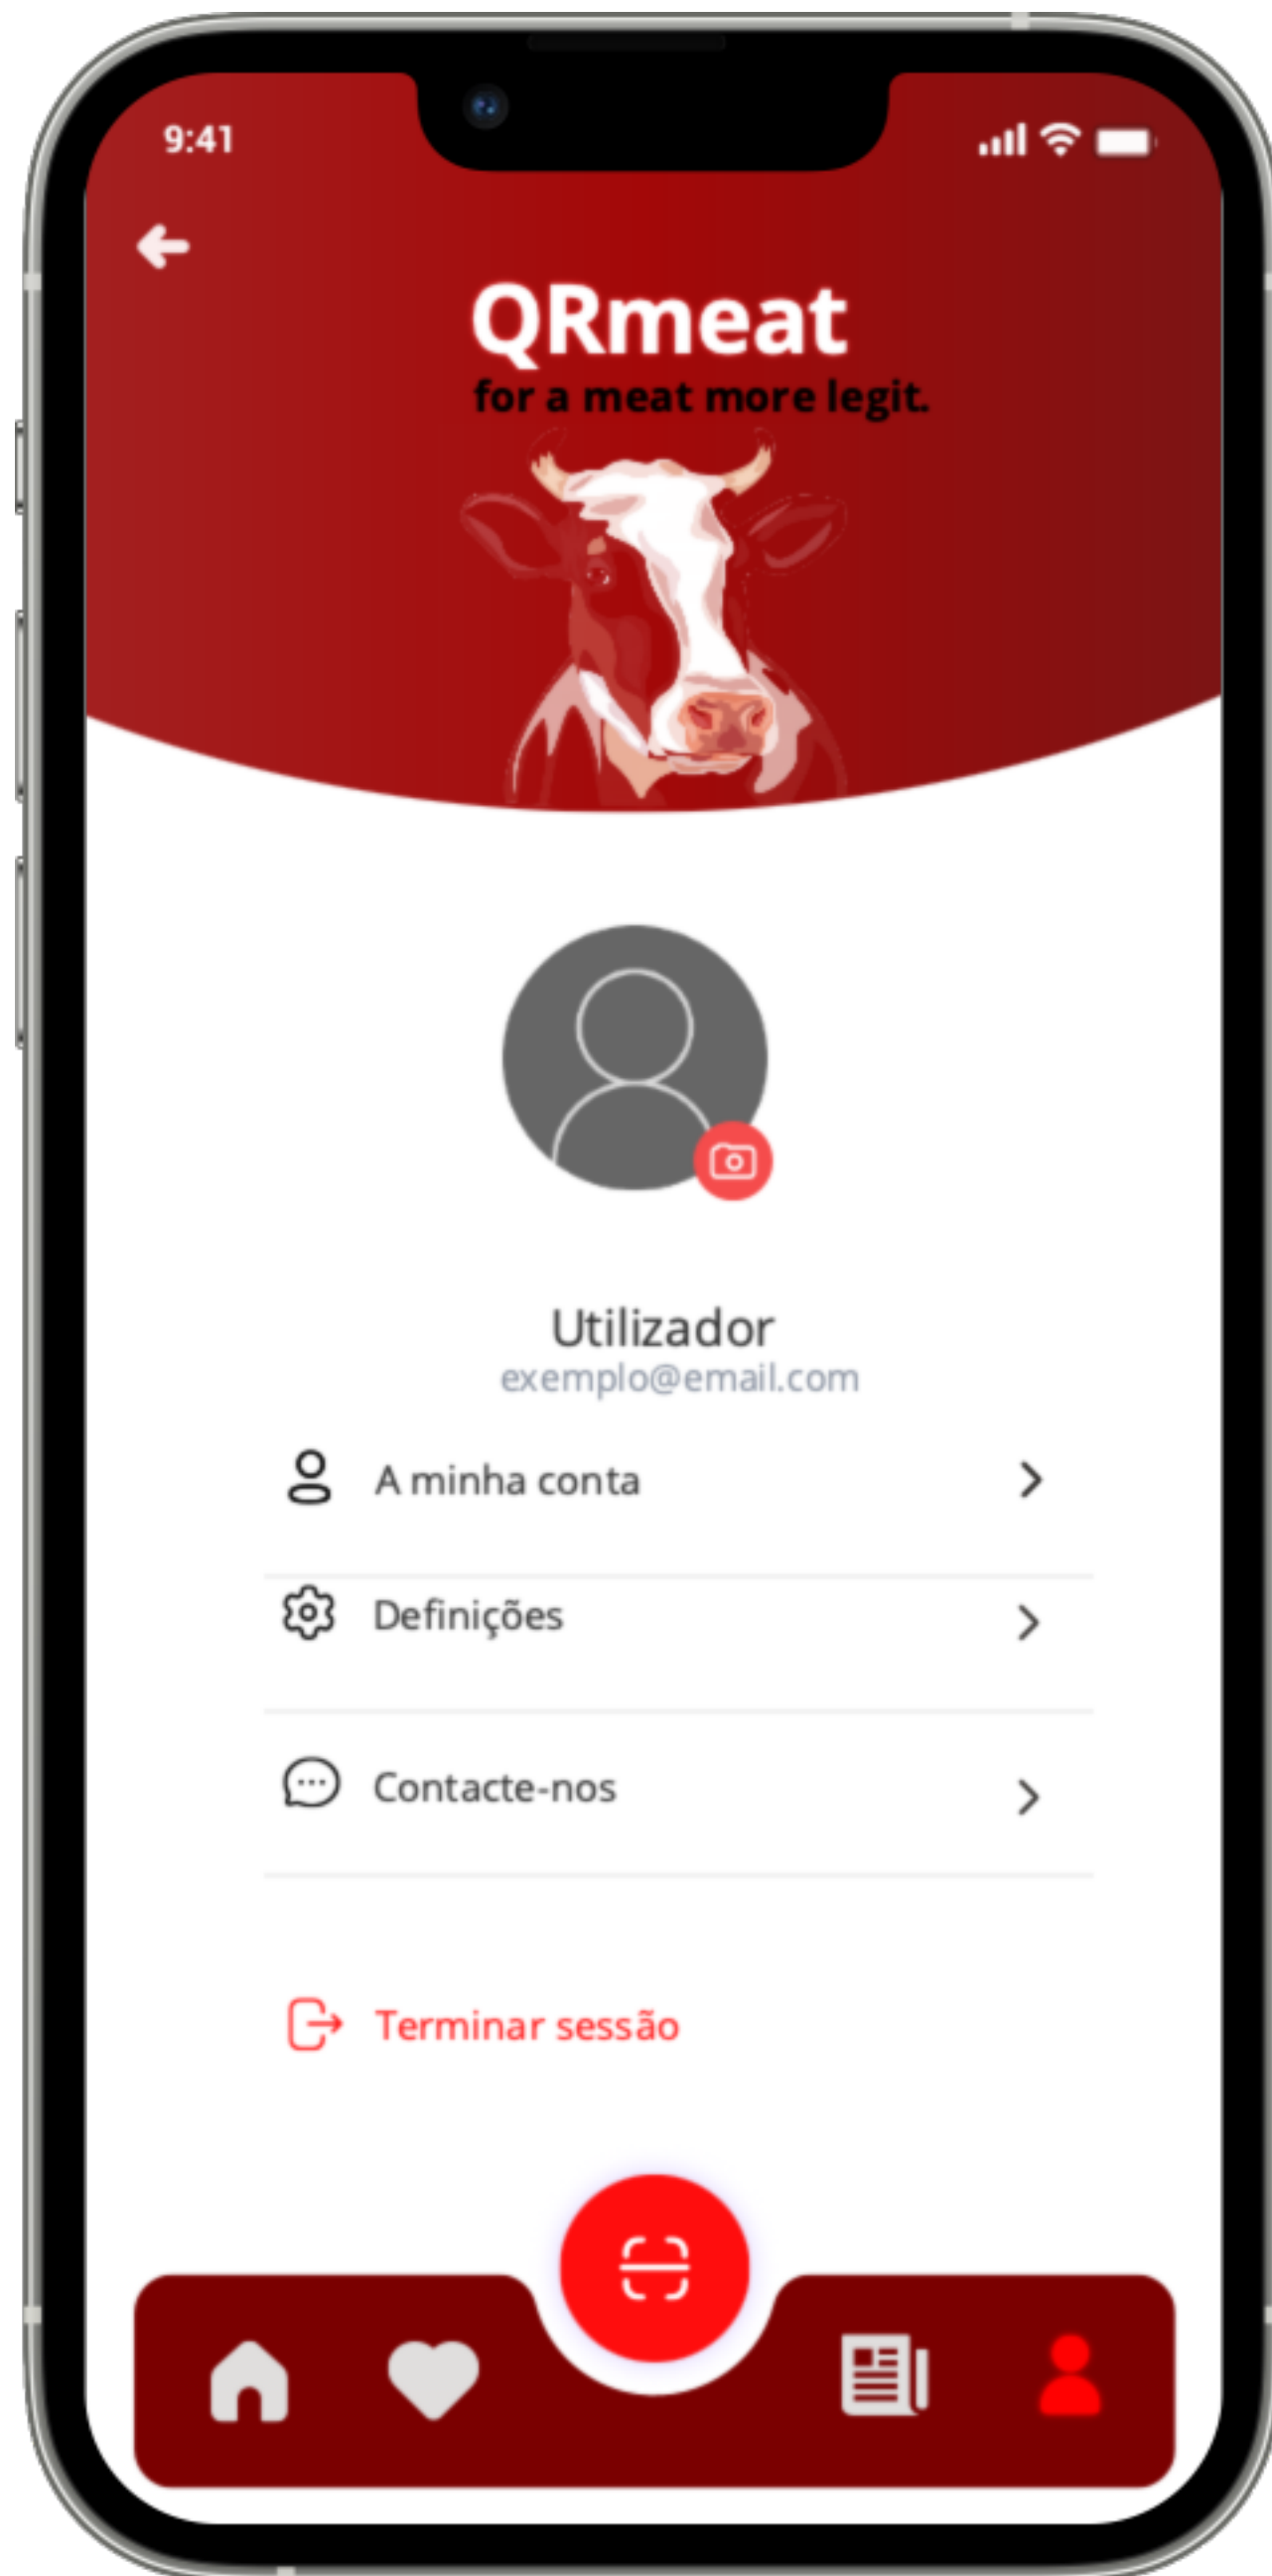 9:41
QRmeat
for a meat more legit.
Utilizador
exemplo@email.com
A minha conta
Definições
Contacte-nos
Terminar sessão